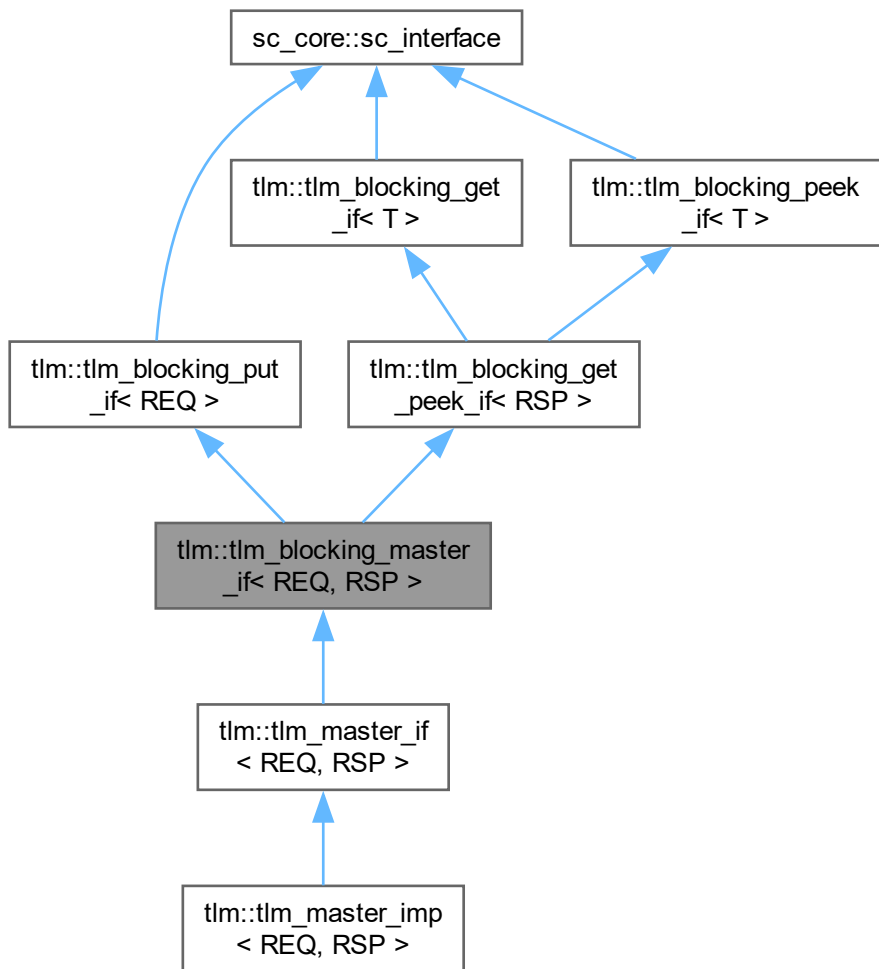 sc_core::sc_interface
tlm::tlm_blocking_get
_if< T >
tlm::tlm_blocking_peek
_if< T >
tlm::tlm_blocking_put
_if< REQ >
tlm::tlm_blocking_get
_peek_if< RSP >
tlm::tlm_blocking_master
_if< REQ, RSP >
tlm::tlm_master_if
< REQ, RSP >
tlm::tlm_master_imp
< REQ, RSP >